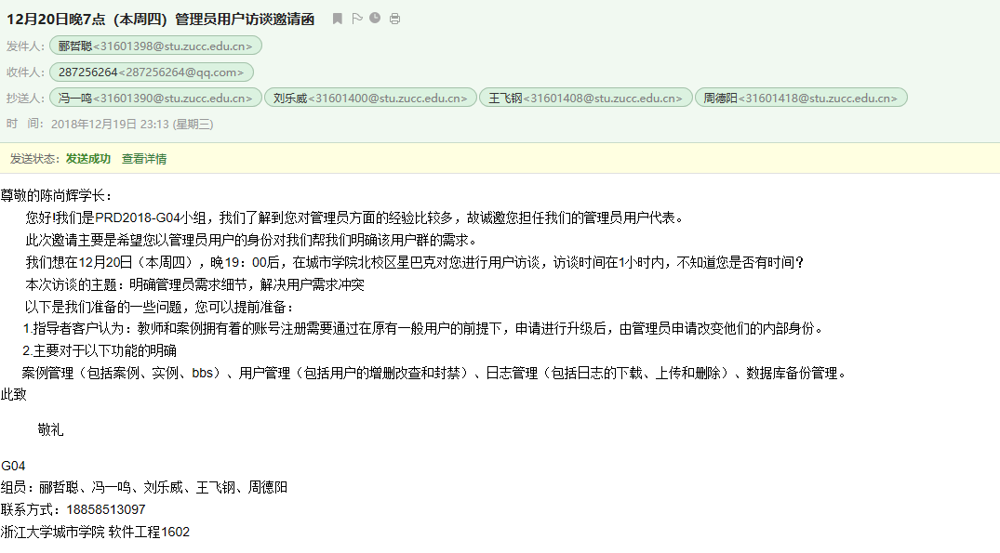 12月20日晚7点（本周四）管理员用户访谈邀请函
发件人： 郦哲聪<31601398@stu.zucc.edu.cn>
收件人： 287256264<287256264@qq.com>
抄送人： 冯一鸣<31601390@stu.zucc.edu.cn> 刘乐威<31601400@stu.zucc.edu.cn> 王飞钢<31601408@stu.zucc.edu.cn> 周德阳<31601418@stu.zucc.edu.cn>
时 间： 2018年12月19日 23:13 (星期三)
发送状态： 发送成功 查看详情
尊敬的陈尚辉学长：
您好!我们是PRD2018-G04小组，我们了解到您对管理员方面的经验比较多，故诚邀您担任我们的管理员用户代表。
此次邀请主要是希望您以管理员用户的身份对我们帮我们明确该用户群的需求。
我们想在12月20日（本周四），晚19：00后，在城市学院北校区星巴克对您进行用户访谈，访谈时间在1小时内，不知道您是否有时间？
本次访谈的主题：明确管理员需求细节，解决用户需求冲突
以下是我们准备的一些问题，您可以提前准备：
1.指导者客户认为：教师和案例拥有着的账号注册需要通过在原有一般用户的前提下，申请进行升级后，由管理员申请改变他们的内部身份。
2.主要对于以下功能的明确
案例管理（包括案例、实例、bbs）、用户管理（包括用户的增删改查和封禁）、日志管理（包括日志的下载、上传和删除）、数据库备份管理。
此致
敬礼
G04
组员：郦哲聪、冯一鸣、刘乐威、王飞钢、周德阳
联系方式：18858513097
浙江大学城市学院 软件工程1602